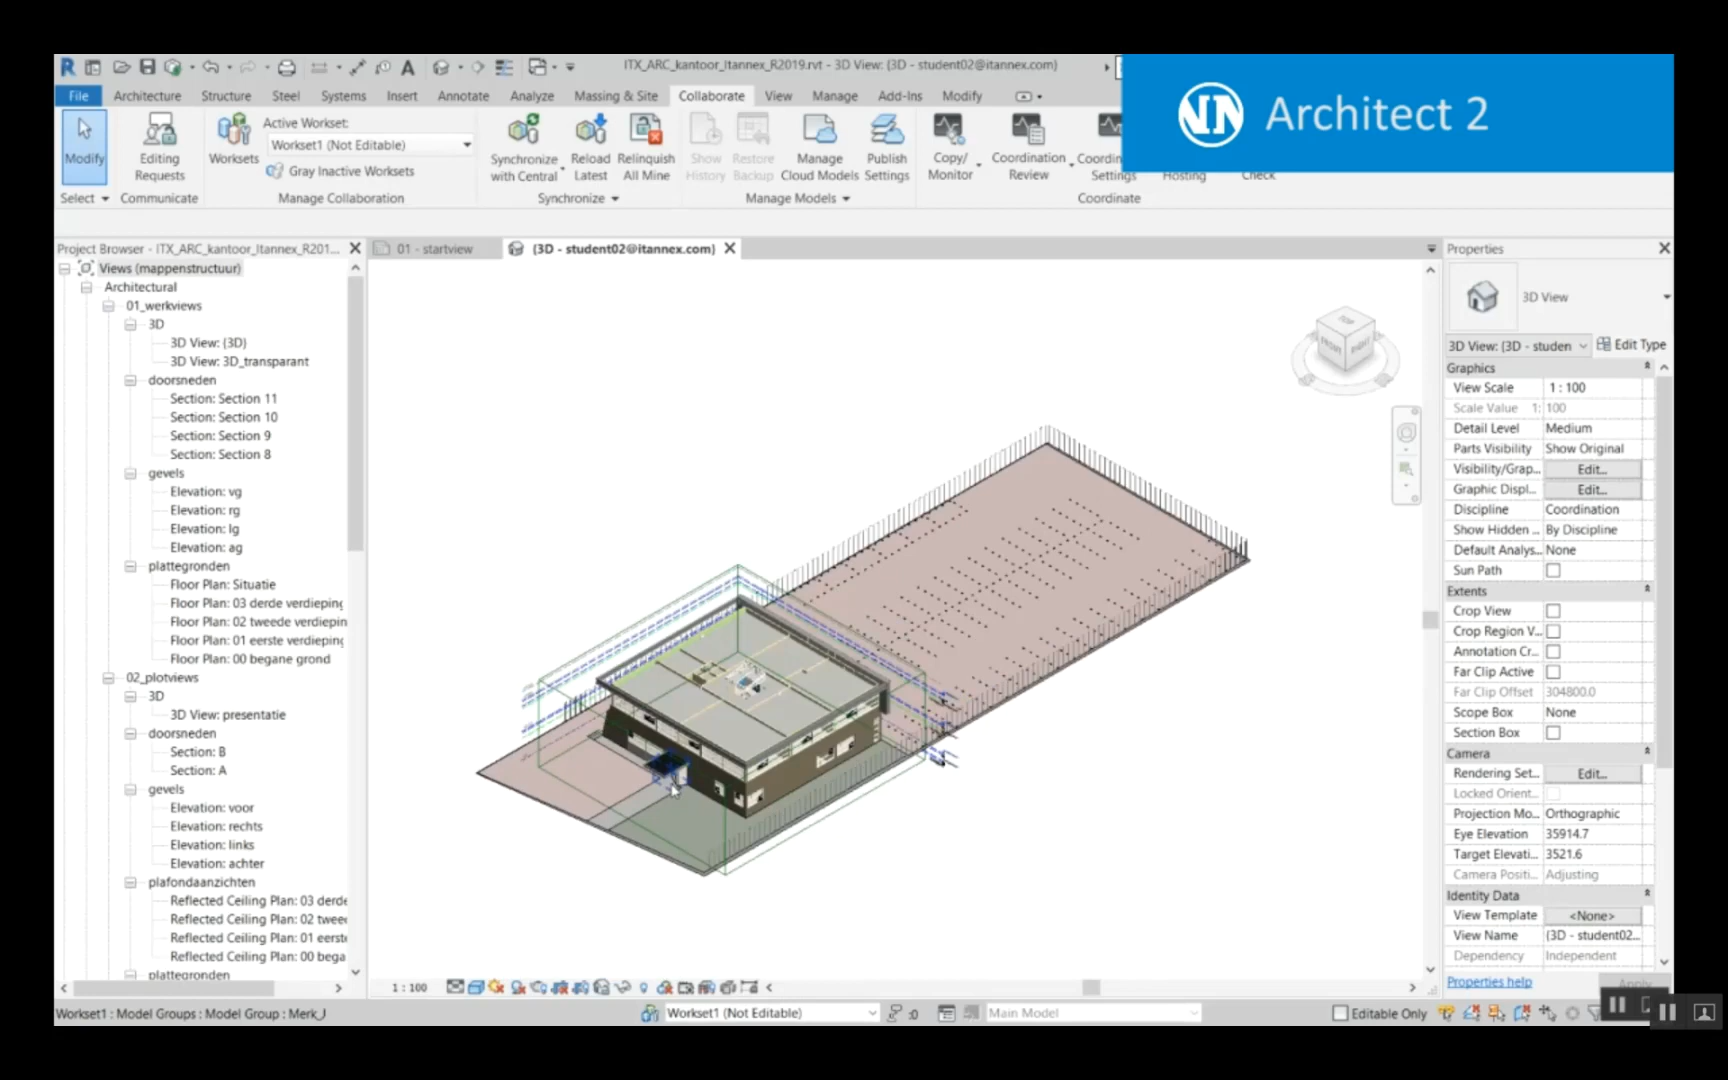 ITX_ARC_kantoor_Itannex_R2019.rvt - 3D View: {3D - student02@itannex.com}
Architect 2
File Architecture Structure Steel Systems Insert Annotate Analyze Massing & Site Collaborate View Manage Add-Ins Modify
Modify
Editing Requests
Worksets
Active Workset:
Workset1 (Not Editable)
Gray Inactive Worksets
Synchronize with Central
Reload Latest
Relinquish All Mine
Show History
Restore Backup
Manage Cloud Models
Publish Settings
Copy/ Monitor
Coordination Review
Coordin Settings
Hosting
Check
Select Communicate Manage Collaboration Synchronize Manage Models Coordinate
Project Browser - ITX_ARC_kantoor_Itannex_R201...
01 - startview
{3D - student02@itannex.com}
Views (mappenstructuur)
Architectural
01_werkviews
3D
3D View: {3D}
3D View: 3D_transparant
doorsneden
Section: Section 11
Section: Section 10
Section: Section 9
Section: Section 8
gevels
Elevation: vg
Elevation: rg
Elevation: lg
Elevation: ag
plattegronden
Floor Plan: Situatie
Floor Plan: 03 derde verdieping
Floor Plan: 02 tweede verdiepin
Floor Plan: 01 eerste verdieping
Floor Plan: 00 begane grond
02_plotviews
3D
3D View: presentatie
doorsneden
Section: B
Section: A
gevels
Elevation: voor
Elevation: rechts
Elevation: links
Elevation: achter
plafondaanzichten
Reflected Ceiling Plan: 03 derde
Reflected Ceiling Plan: 02 twee
Reflected Ceiling Plan: 01 eerst
Reflected Ceiling Plan: 00 bega
plattegronden
TOP
FRONT
RIGHT
Properties
3D View
3D View: {3D - studen
Edit Type
Graphics
View Scale 1 : 100
Scale Value 1: 100
Detail Level Medium
Parts Visibility Show Original
Visibility/Grap... Edit...
Graphic Displ... Edit...
Discipline Coordination
Show Hidden ... By Discipline
Default Analys... None
Sun Path
Extents
Crop View
Crop Region V...
Annotation Cr...
Far Clip Active
Far Clip Offset 304800.0
Scope Box None
Section Box
Camera
Rendering Set... Edit...
Locked Orient...
Projection Mo... Orthographic
Eye Elevation 35914.7
Target Elevati... 3521.6
Camera Positi... Adjusting
Identity Data
View Template <None>
View Name {3D - student02...
Dependency Independent
Properties help
Apply
1 : 100
Workset1 : Model Groups : Model Group : Merk_J
Workset1 (Not Editable)
:0
Main Model
Editable Only